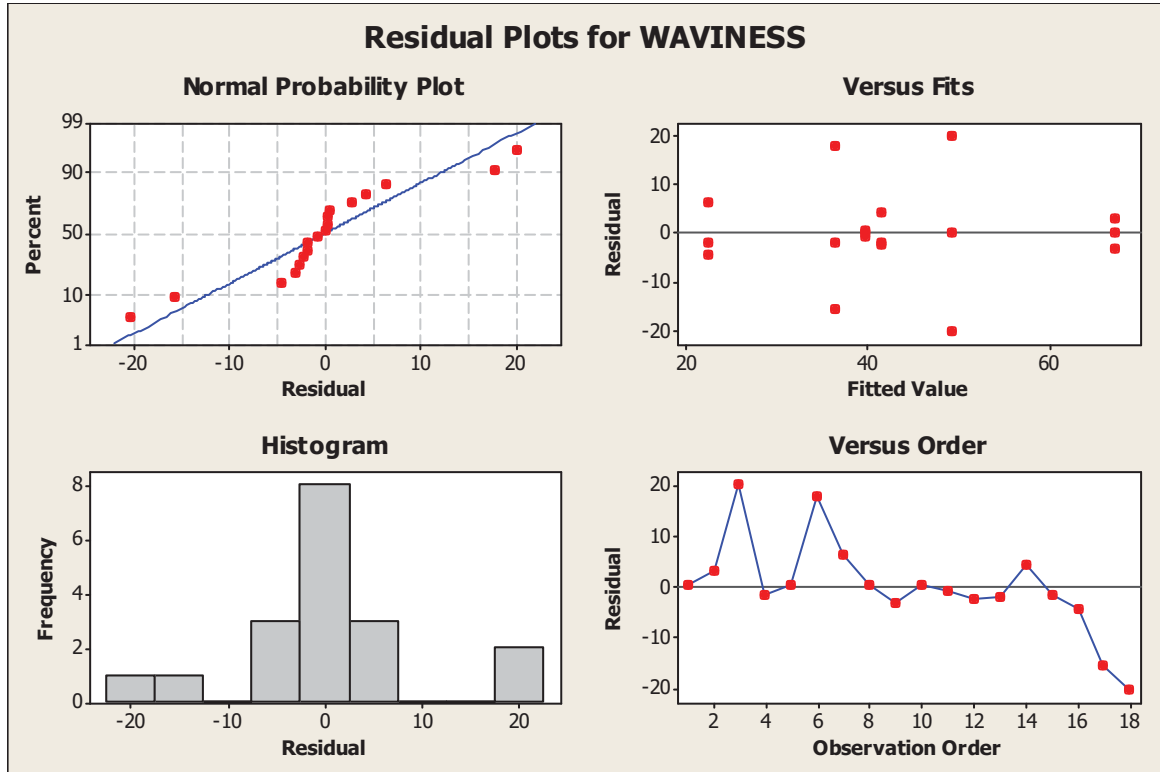 Residual Plots for WAVINESS
Normal Probability Plot
99
90
50
10
1
Percent
-20 -10 0 10 20
Residual
Versus Fits
20
10
0
-10
-20
Residual
20 40 60
Fitted Value
Histogram
8
6
4
2
0
Frequency
-20 -10 0 10 20
Residual
Versus Order
20
10
0
-10
-20
Residual
2 4 6 8 10 12 14 16 18
Observation Order